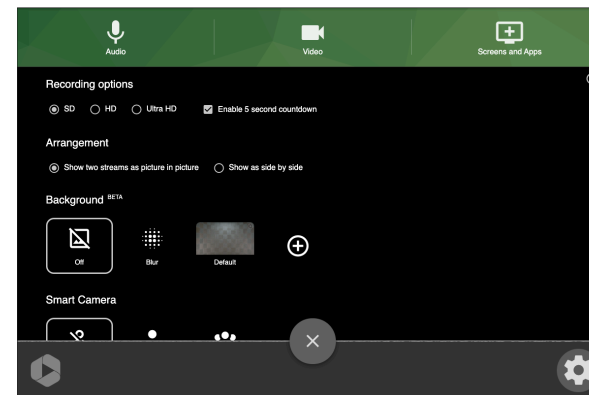 Audio Video Screens and Apps
Recording options
SD HD Ultra HD Enable 5 second countdown
Arrangement
Show two streams as picture in picture Show as side by side
Background BETA
Off Blur Default
Smart Camera